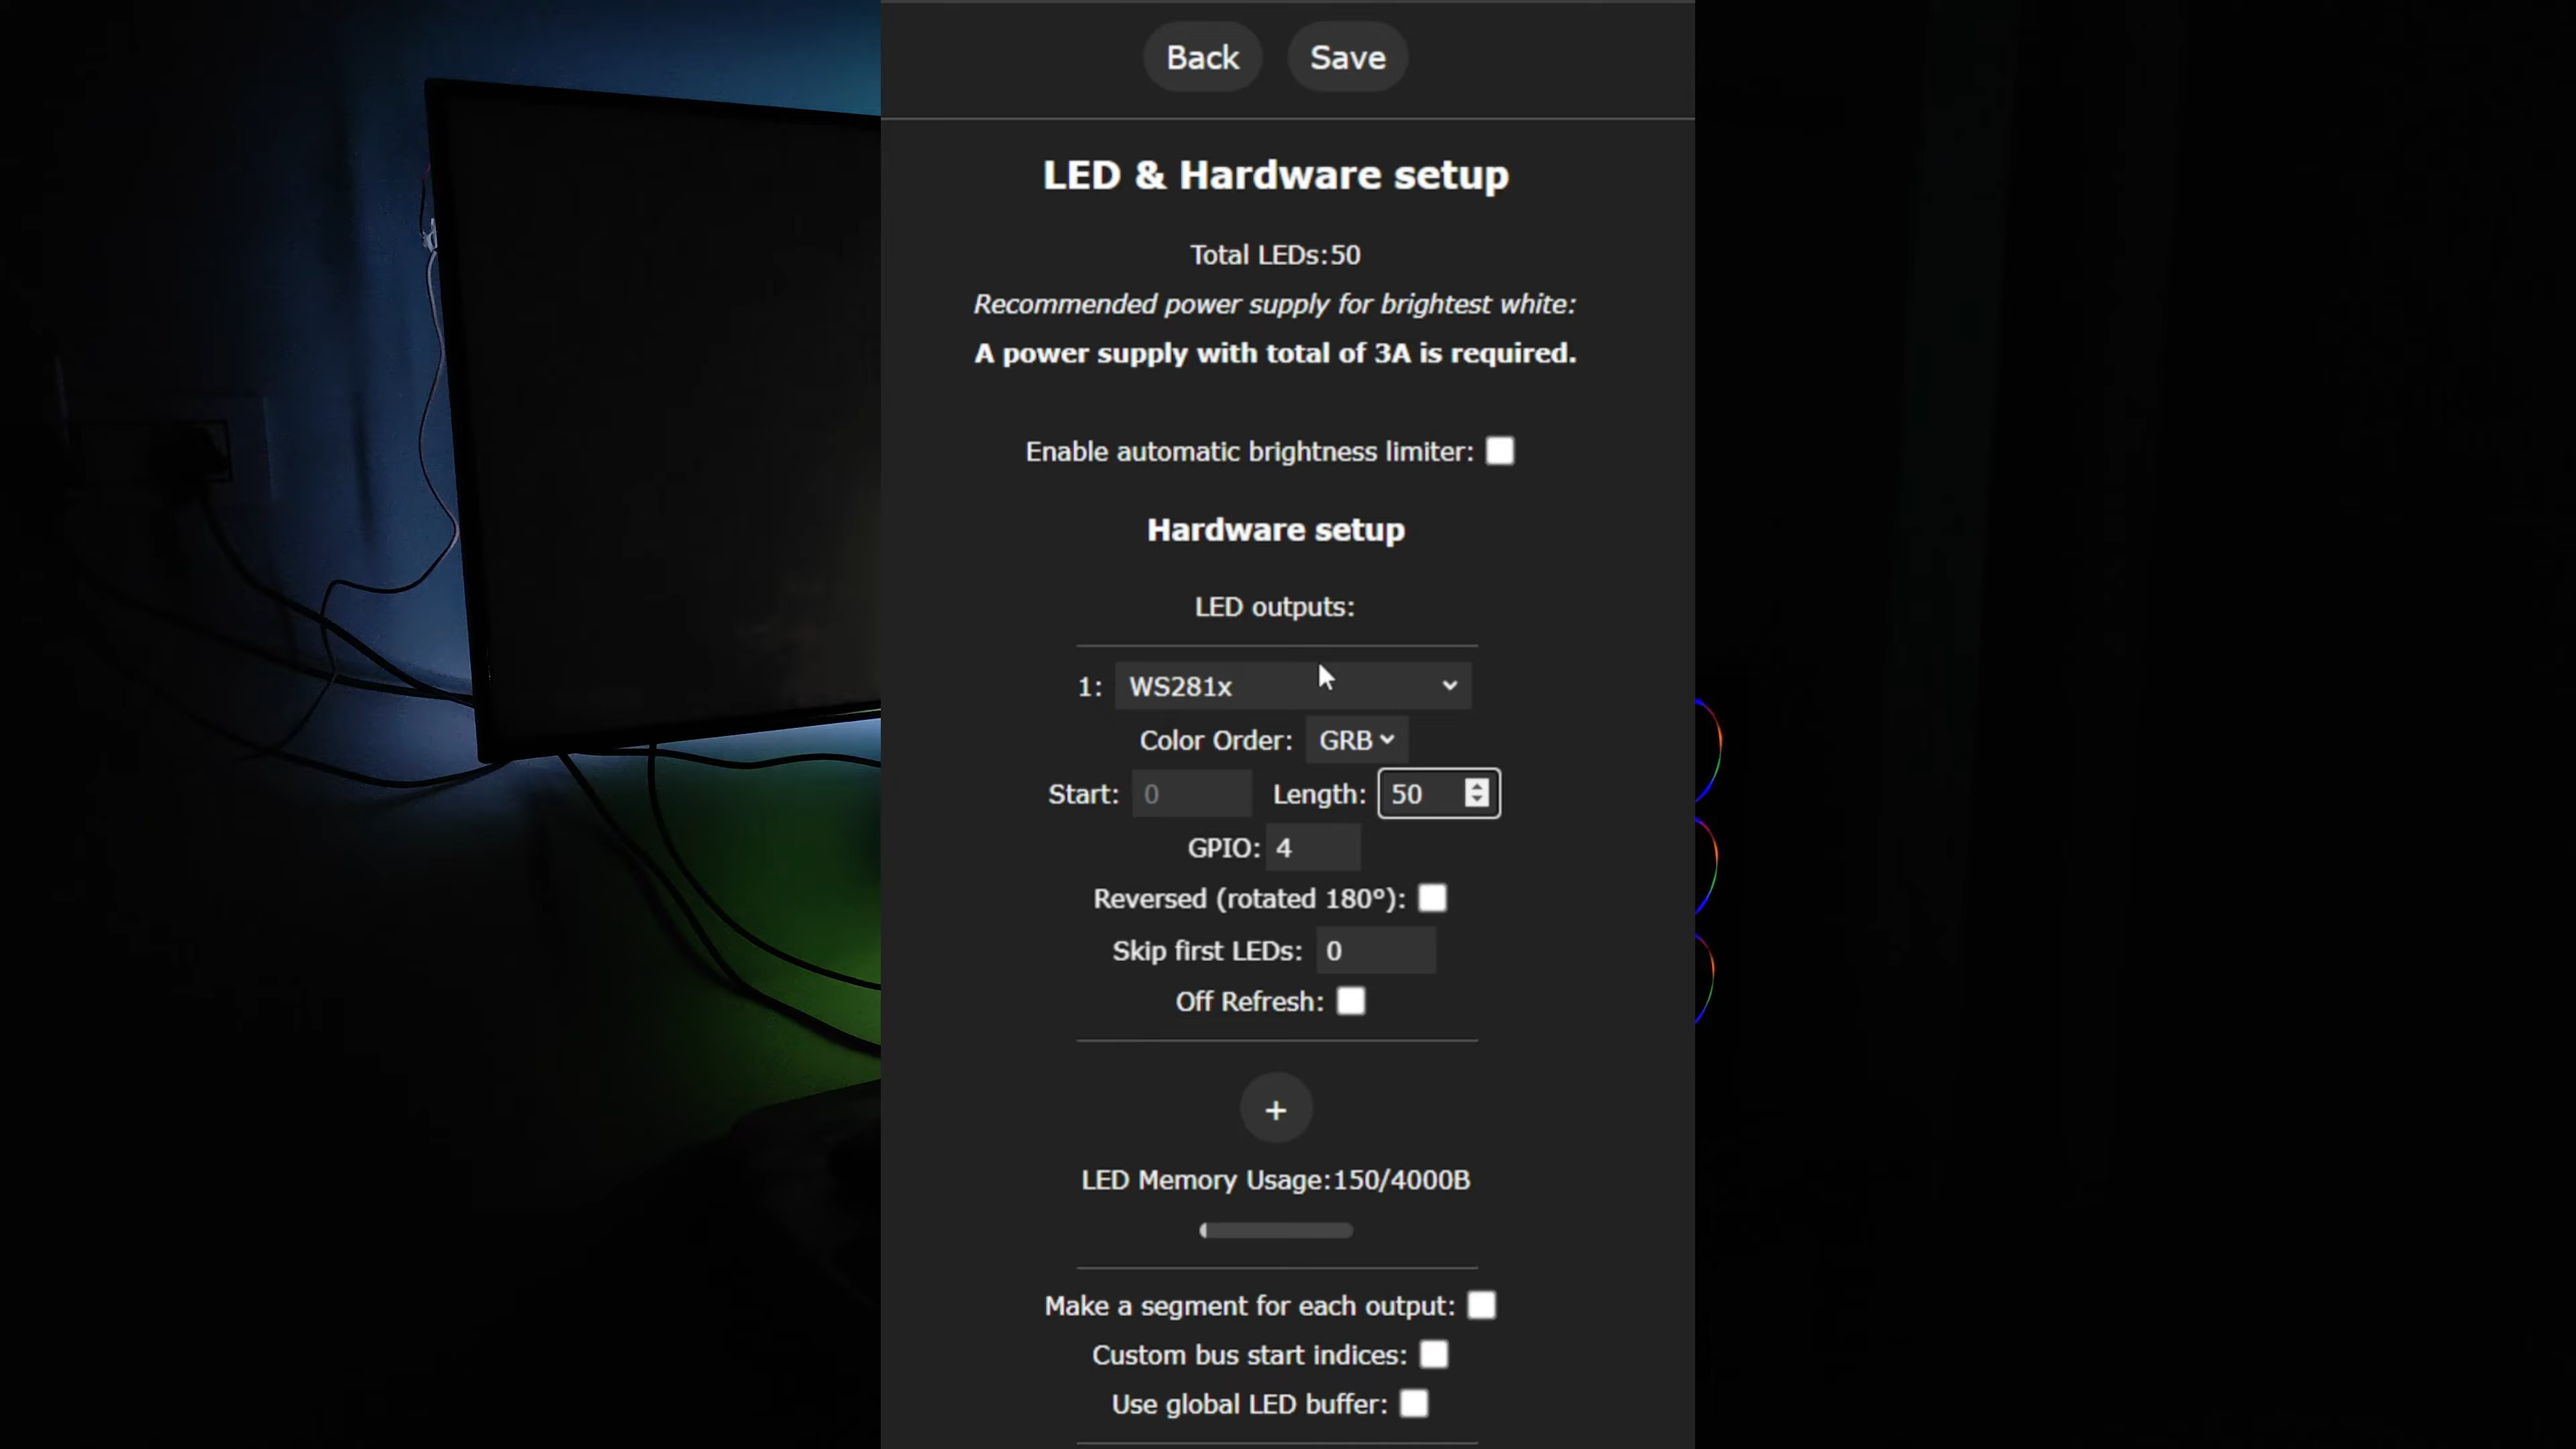 Back Save
LED & Hardware setup
Total LEDs:50
Recommended power supply for brightest white:
A power supply with total of 3A is required.
Enable automatic brightness limiter:
Hardware setup
LED outputs:
1: WS281x
Color Order: GRB
Start: 0 Length: 50
GPIO: 4
Reversed (rotated 180°):
Skip first LEDs: 0
Off Refresh:
+
LED Memory Usage:150/4000B
Make a segment for each output:
Custom bus start indices:
Use global LED buffer: